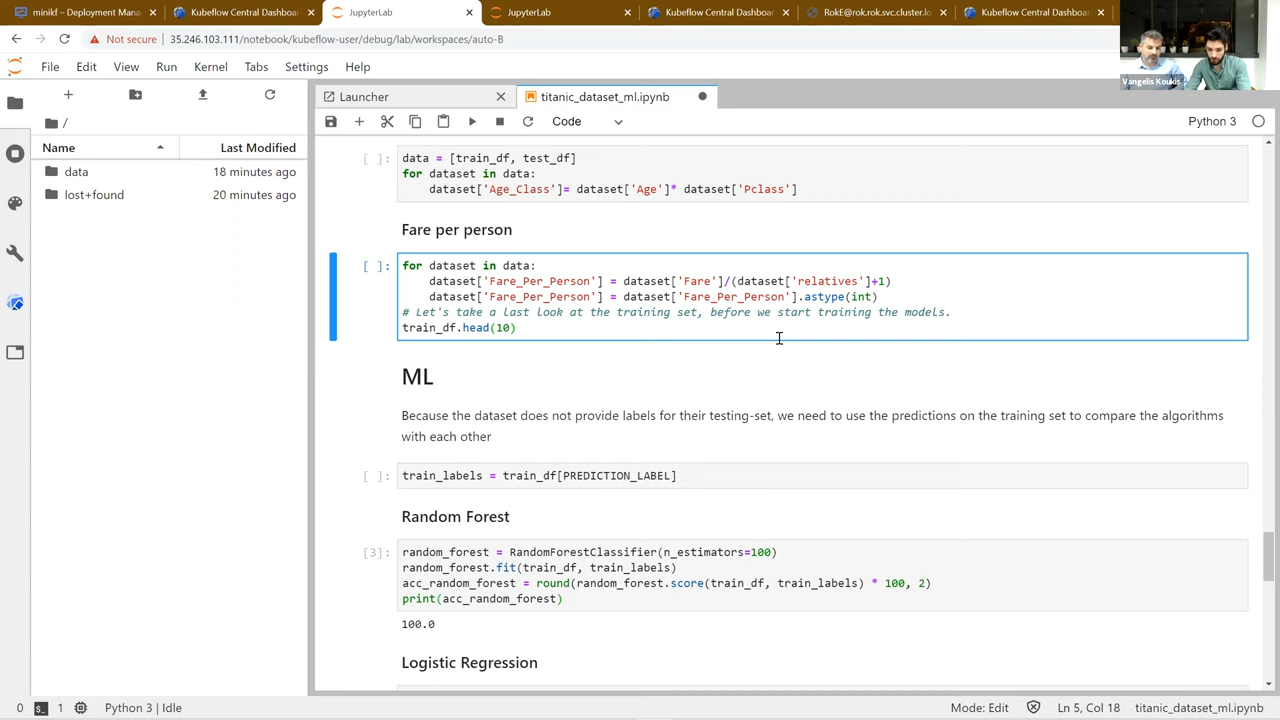 minikf – Deployment Mana
Kubeflow Central Dashboa
JupyterLab
JupyterLab
Kubeflow Central Dashboar
RokE@rok.rok.svc.cluster.lo
Kubeflow Central Dashboar
Not secure
35.246.103.111/notebook/kubeflow-user/debug/lab/workspaces/auto-B
Vangelis Koukis
File Edit View Run Kernel Tabs Settings Help
Launcher
titanic_dataset_ml.ipynb
Code
Python 3
/
Name Last Modified
data 18 minutes ago
lost+found 20 minutes ago
[ ]: data = [train_df, test_df]
for dataset in data:
dataset['Age_Class']= dataset['Age']* dataset['Pclass']
Fare per person
[ ]: for dataset in data:
dataset['Fare_Per_Person'] = dataset['Fare']/(dataset['relatives']+1)
dataset['Fare_Per_Person'] = dataset['Fare_Per_Person'].astype(int)
# Let's take a last look at the training set, before we start training the models.
train_df.head(10)
ML
Because the dataset does not provide labels for their testing-set, we need to use the predictions on the training set to compare the algorithms
with each other
[ ]: train_labels = train_df[PREDICTION_LABEL]
Random Forest
[3]: random_forest = RandomForestClassifier(n_estimators=100)
random_forest.fit(train_df, train_labels)
acc_random_forest = round(random_forest.score(train_df, train_labels) * 100, 2)
print(acc_random_forest)
100.0
Logistic Regression
0 1 Python 3 | Idle
Mode: Edit Ln 5, Col 18 titanic_dataset_ml.ipynb